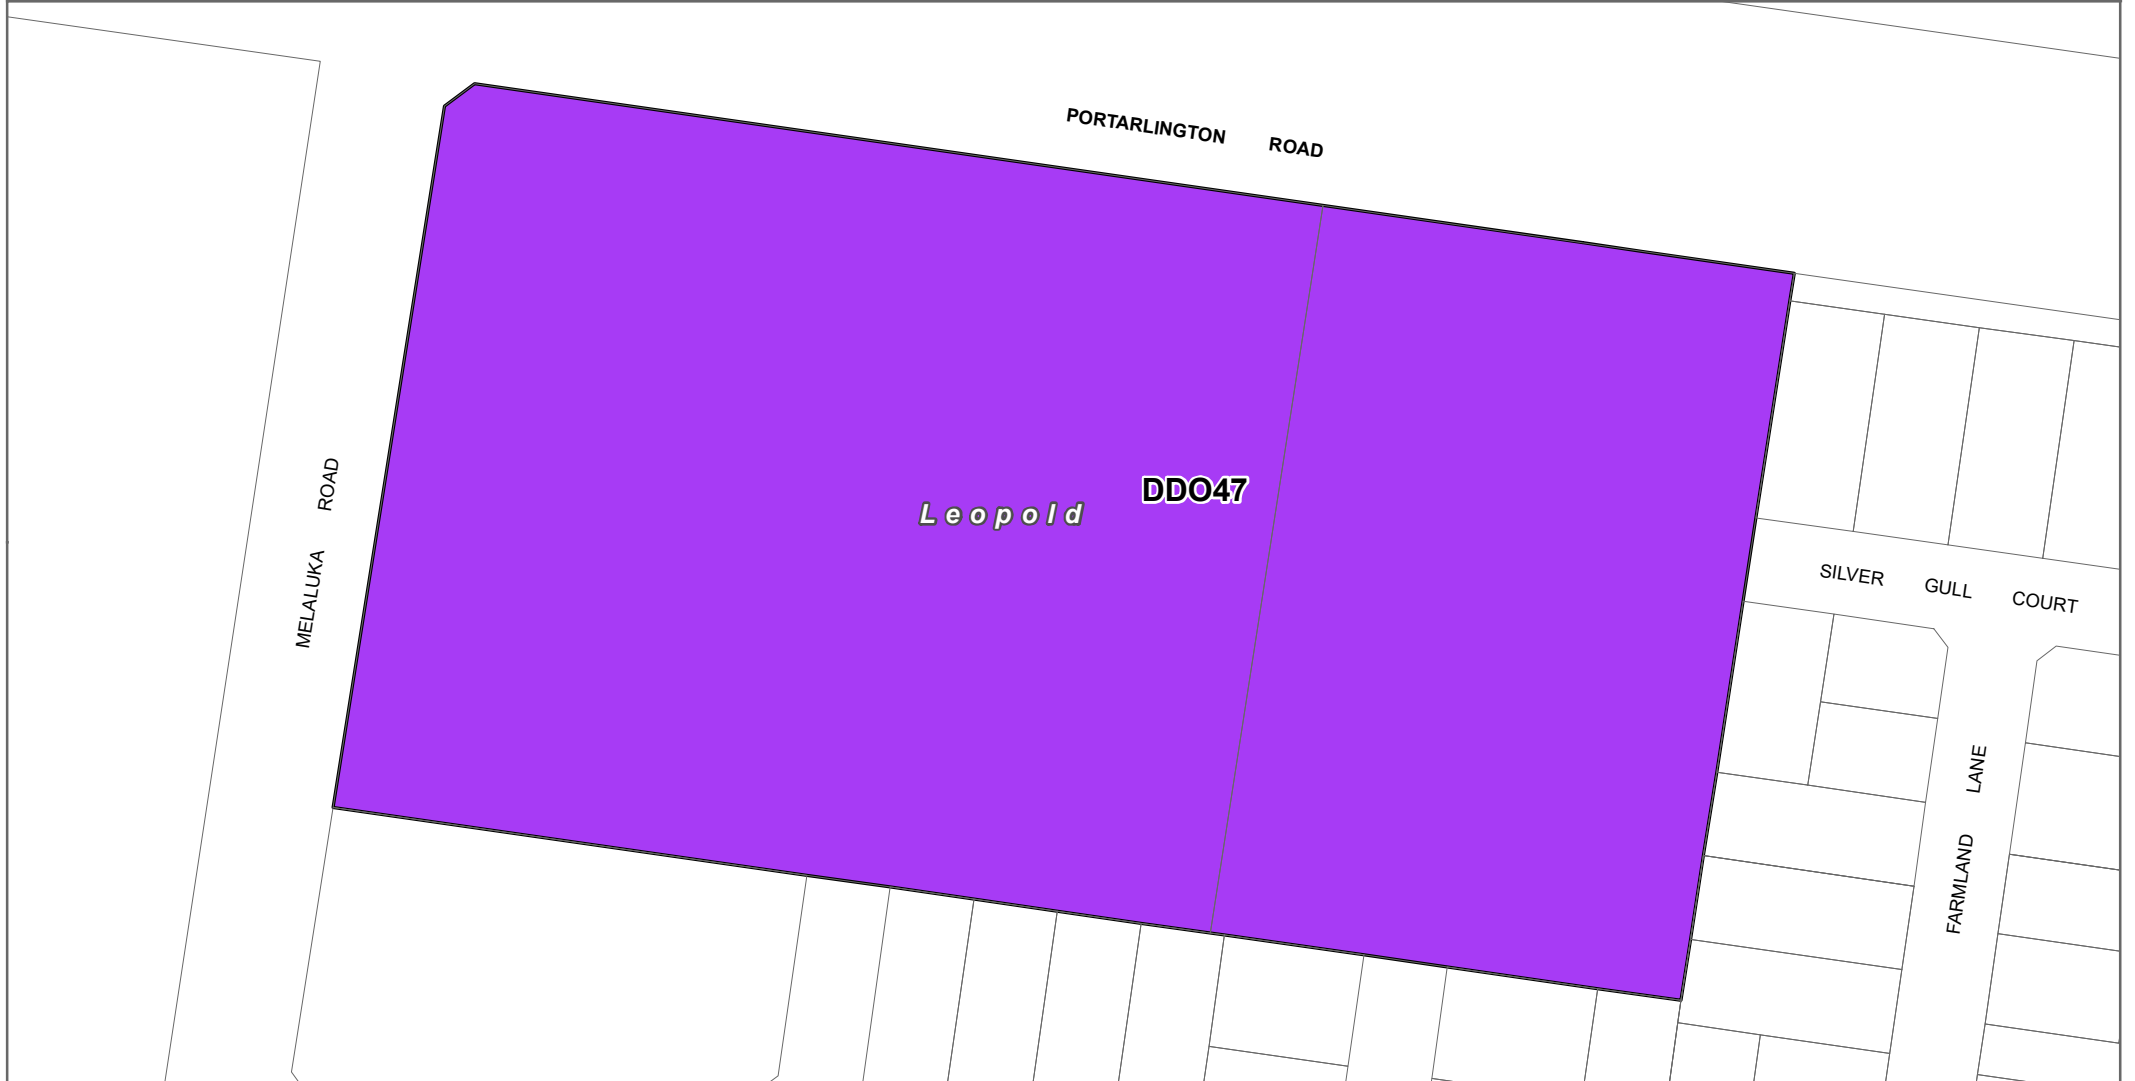 PORTARLINGTON ROAD
MELALUKA ROAD
Leopold
DDO47
SILVER GULL COURT
FARMLAND LANE